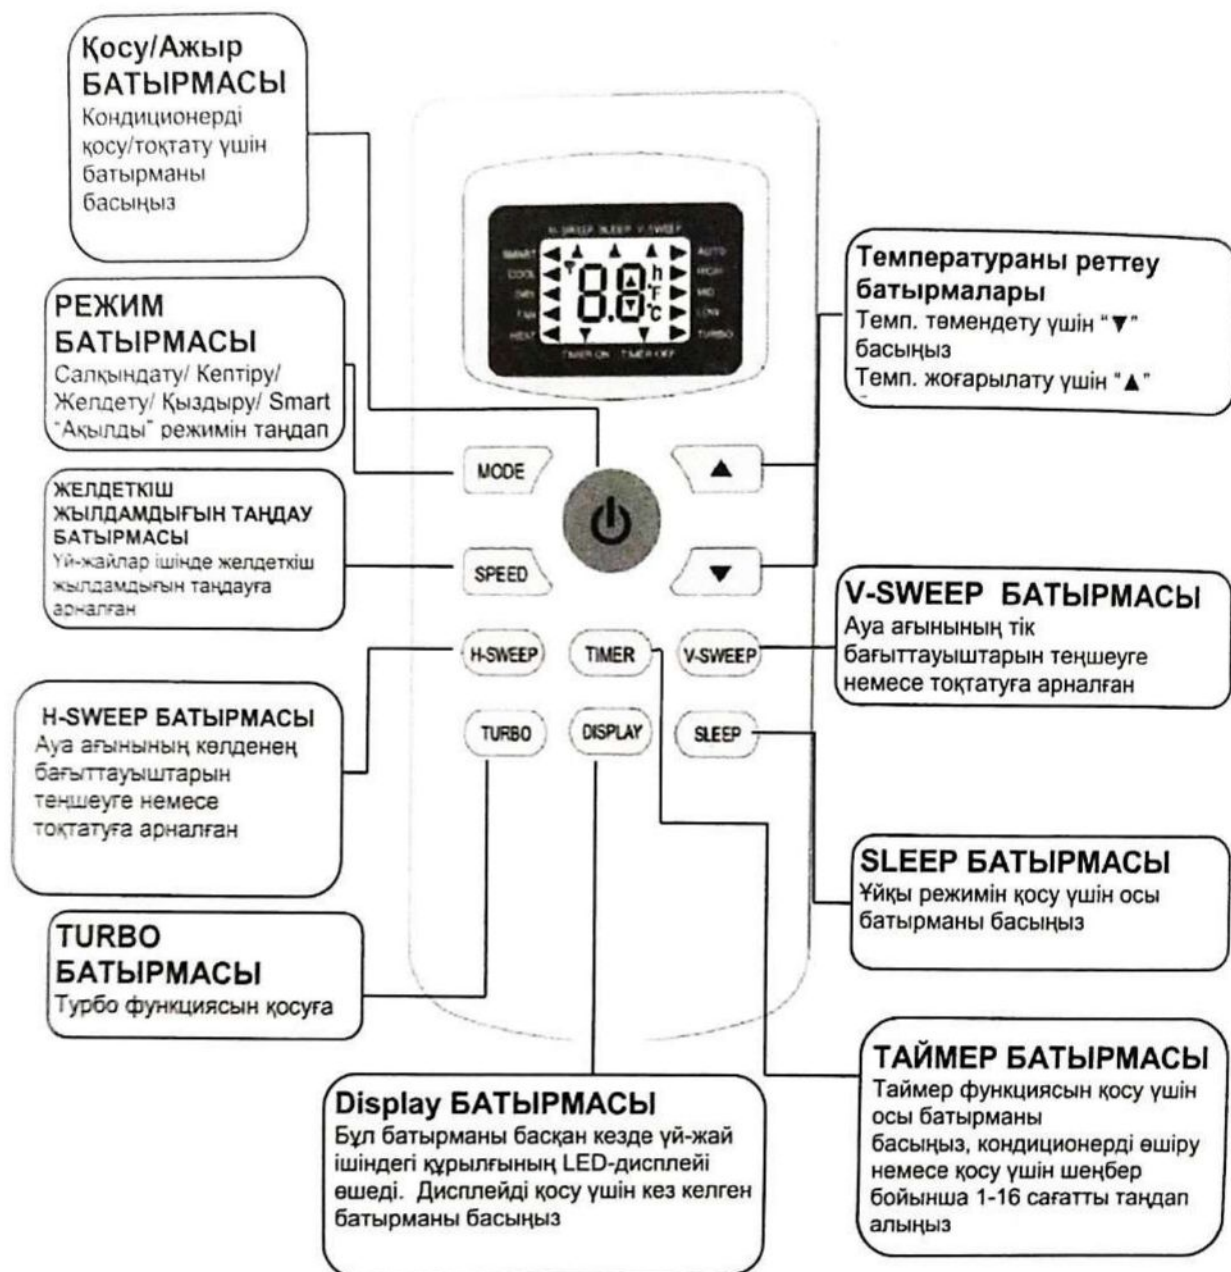 Қосу/Ажыр
БАТЫРМАСЫ
Кондиционерді
қосу/тоқтату үшін
батырманы
басыңыз
РЕЖИМ
БАТЫРМАСЫ
Салқындату/ Кептіру/
Желдету/ Қыздыру/ Smart
"Ақылды" режимін таңдап
ЖЕЛДЕТКІШ
ЖЫЛДАМДЫҒЫН ТАҢДАУ
БАТЫРМАСЫ
Үй-жайлар ішінде желдеткіш
жылдамдығын таңдауға
арналған
H-SWEEP БАТЫРМАСЫ
Ауа ағынының көлденең
бағыттауыштарын
теңшеуге немесе
тоқтатуға арналған
TURBO
БАТЫРМАСЫ
Турбо функциясын қосуға
H-SWEEP SLEEP V-SWEEP
SMART AUTO
COOL h HIGH
DRY 8.8 °F MID
FAN °C LOW
HEAT TURBO
TIMER ON TIMER OFF
MODE ▲
SPEED ▼
H-SWEEP TIMER V-SWEEP
TURBO DISPLAY SLEEP
Температураны реттеу
батырмалары
Темп. төмендету үшін "▼"
басыңыз
Темп. жоғарылату үшін "▲"
V-SWEEP БАТЫРМАСЫ
Ауа ағынының тік
бағыттауыштарын теңшеуге
немесе тоқтатуға арналған
SLEEP БАТЫРМАСЫ
Ұйқы режимін қосу үшін осы
батырманы басыңыз
ТАЙМЕР БАТЫРМАСЫ
Таймер функциясын қосу үшін
осы батырманы
басыңыз, кондиционерді өшіру
немесе қосу үшін шеңбер
бойынша 1-16 сағатты таңдап
алыңыз
Display БАТЫРМАСЫ
Бұл батырманы басқан кезде үй-жай
ішіндегі құрылғының LED-дисплейі
өшеді. Дисплейді қосу үшін кез келген
батырманы басыңыз